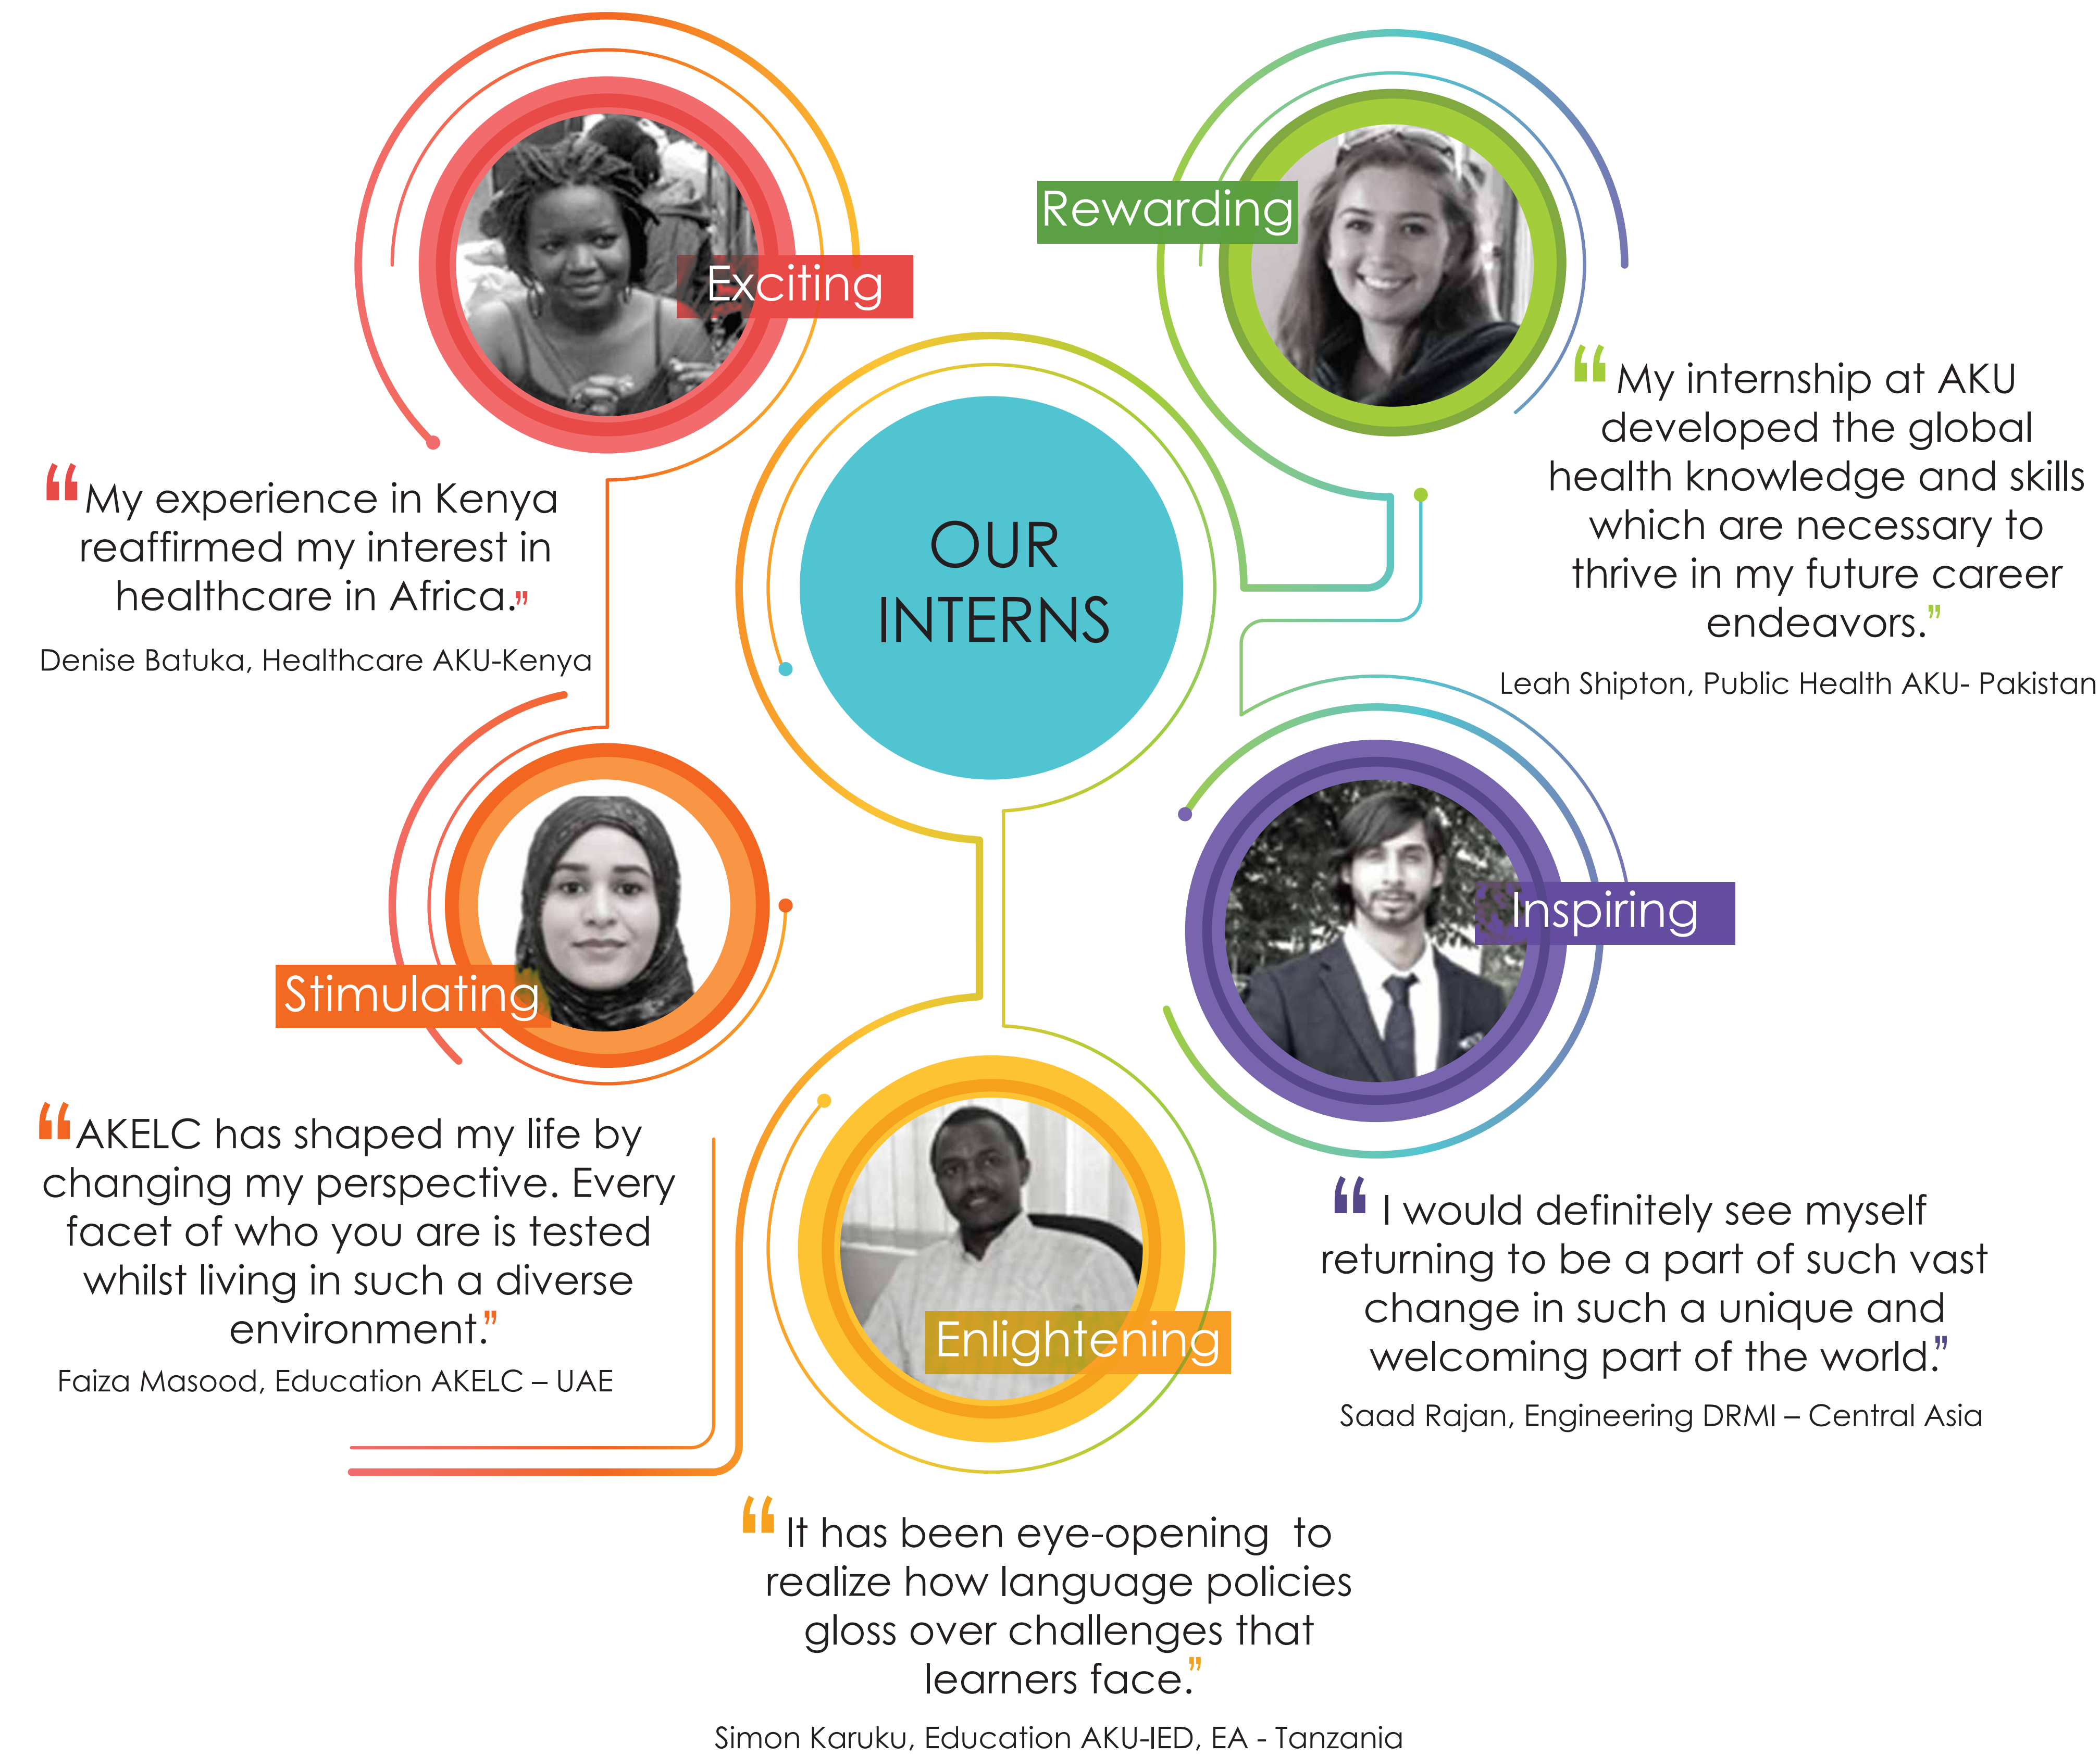 Exciting
“My experience in Kenya
reaffirmed my interest in
healthcare in Africa.”
Denise Batuka, Healthcare AKU-Kenya
Rewarding
“My internship at AKU
developed the global
health knowledge and skills
which are necessary to
thrive in my future career
endeavors.”
Leah Shipton, Public Health AKU- Pakistan
OUR
INTERNS
Stimulating
“AKELC has shaped my life by
changing my perspective. Every
facet of who you are is tested
whilst living in such a diverse
environment.”
Faiza Masood, Education AKELC – UAE
Inspiring
“ I would definitely see myself
returning to be a part of such vast
change in such a unique and
welcoming part of the world.”
Saad Rajan, Engineering DRMI – Central Asia
Enlightening
“ It has been eye-opening  to
realize how language policies
gloss over challenges that
learners face.”
Simon Karuku, Education AKU-IED, EA - Tanzania